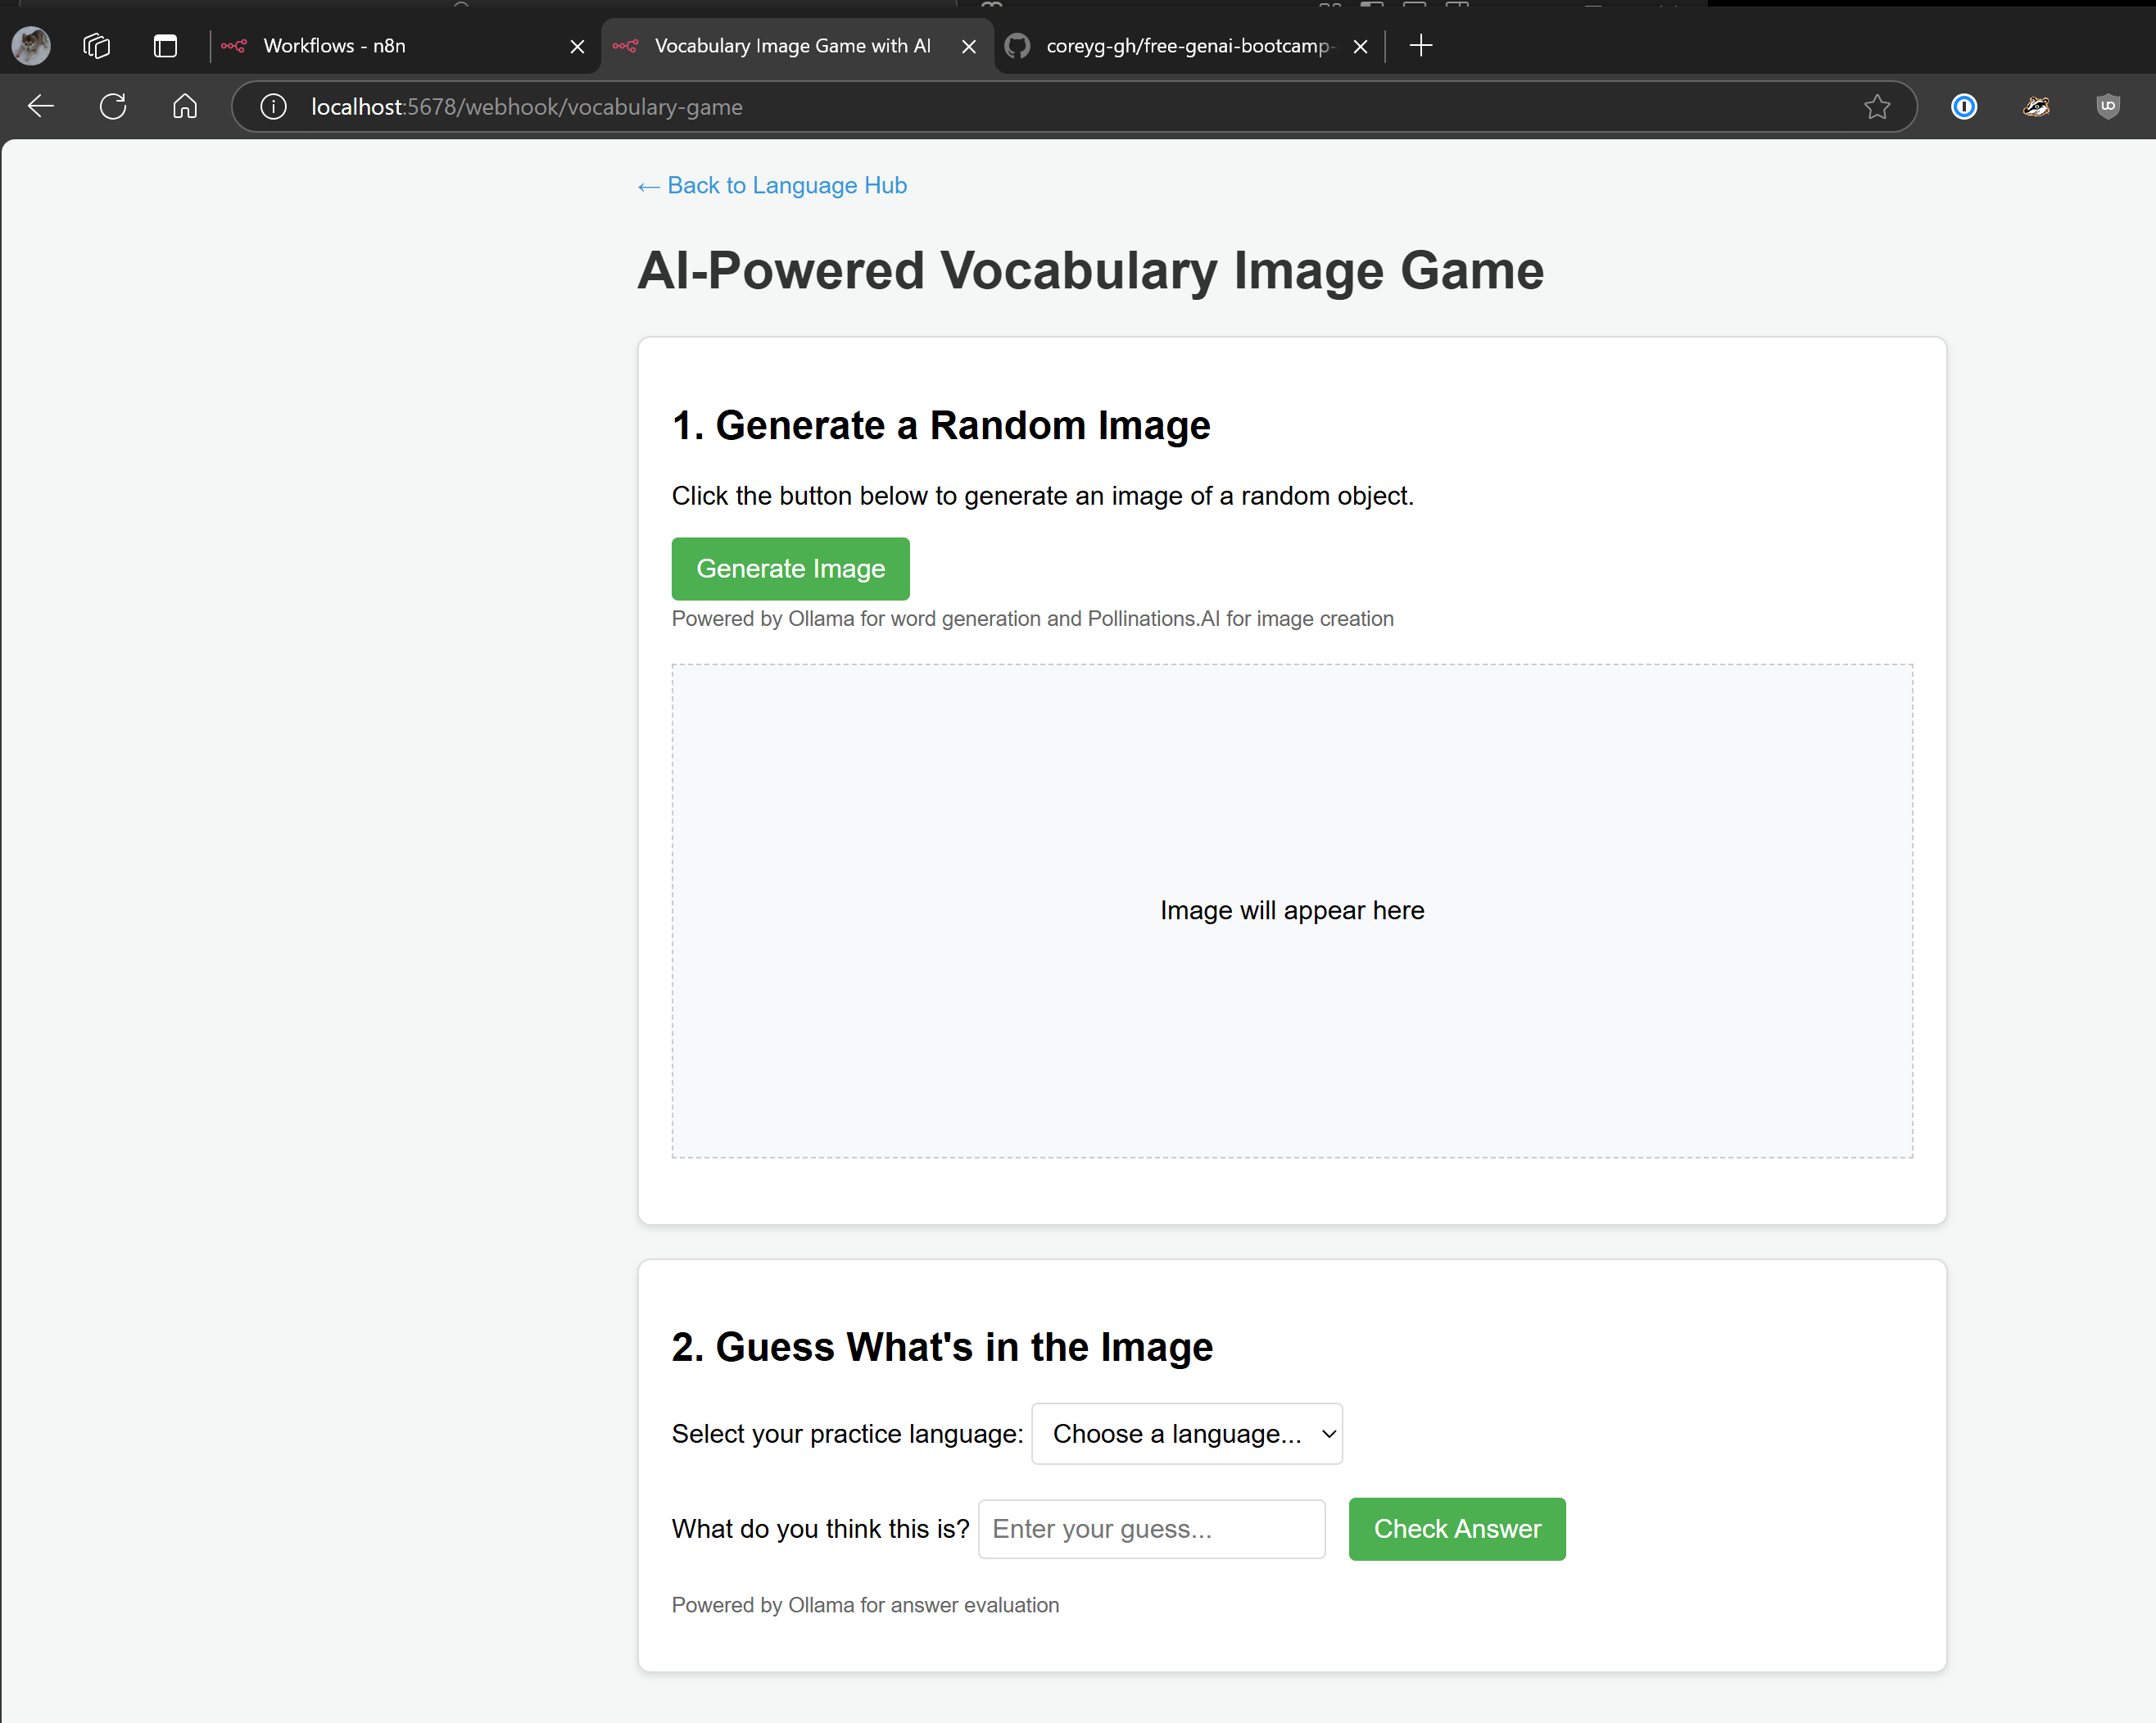 Workflows - n8n
Vocabulary Image Game with AI
coreyg-gh/free-genai-bootcamp-
localhost:5678/webhook/vocabulary-game
← Back to Language Hub
AI-Powered Vocabulary Image Game
1. Generate a Random Image
Click the button below to generate an image of a random object.
Generate Image
Powered by Ollama for word generation and Pollinations.AI for image creation
Image will appear here
2. Guess What's in the Image
Select your practice language: Choose a language...
What do you think this is? Enter your guess... Check Answer
Powered by Ollama for answer evaluation